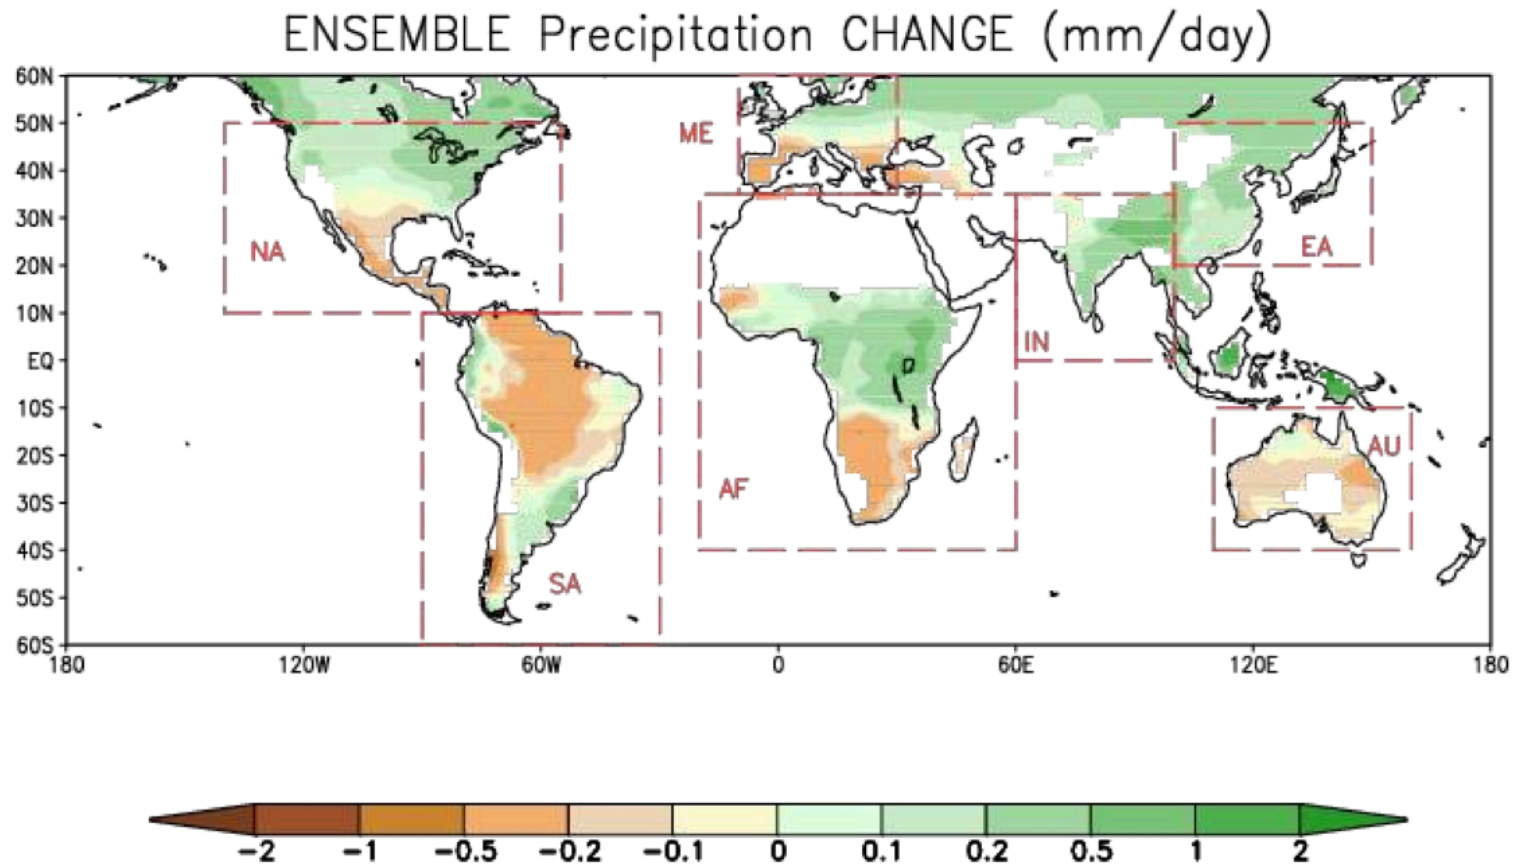 ENSEMBLE Precipitation CHANGE (mm/day)
60N
50N
40N
30N
20N
10N
EQ
10S
20S
30S
40S
50S
60S
ME
NA
EA
IN
AF
AU
SA
180 120W 60W 0 60E 120E 180
−2 −1 −0.5 −0.2 −0.1 0 0.1 0.2 0.5 1 2